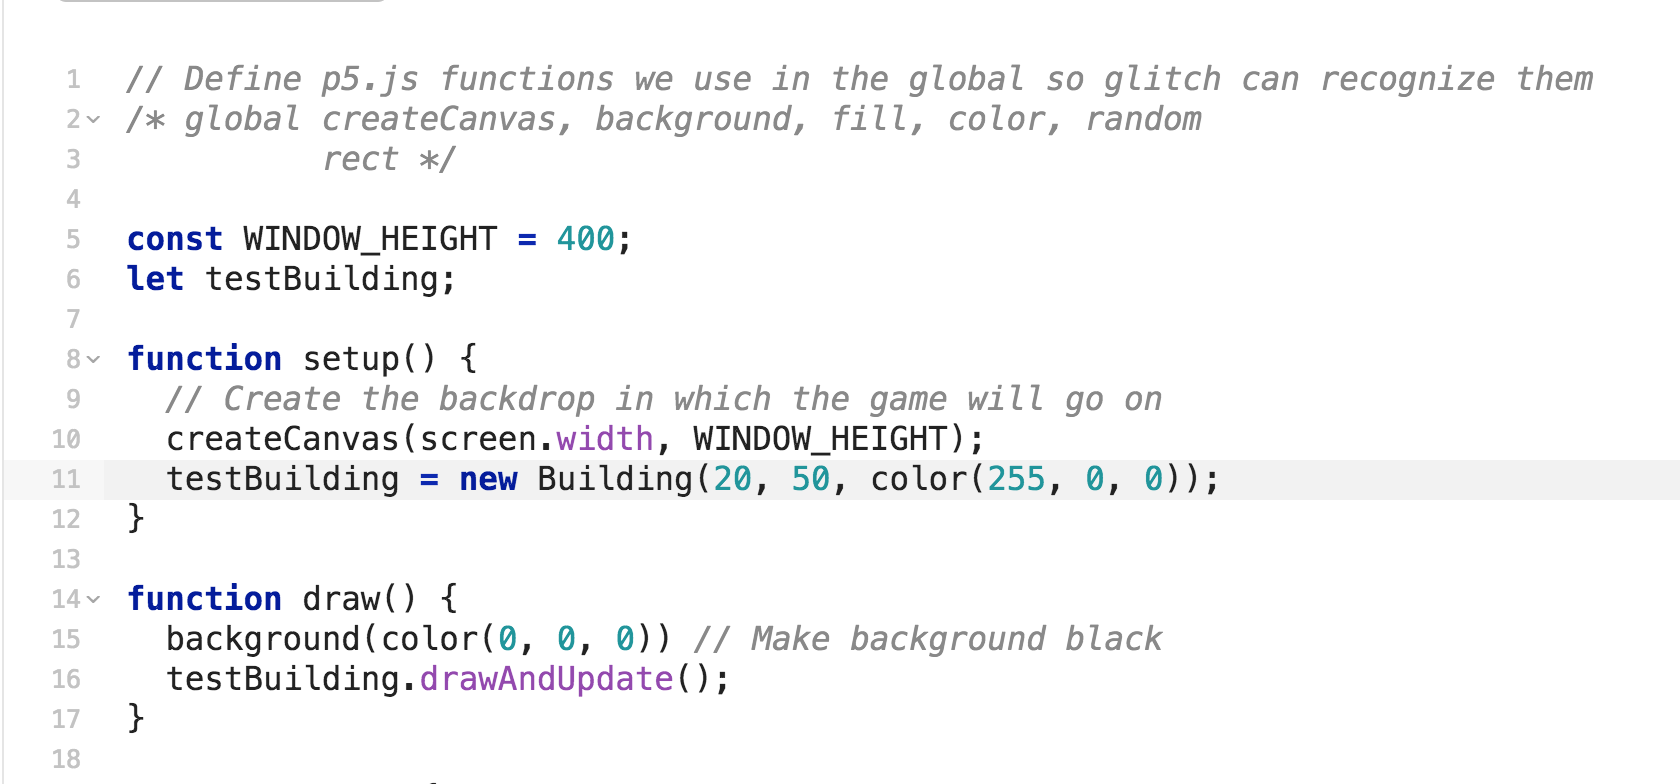 1 // Define p5.js functions we use in the global so glitch can recognize them
2 /* global createCanvas, background, fill, color, random
3 rect */
4
5 const WINDOW_HEIGHT = 400;
6 let testBuilding;
7
8 function setup() {
9 // Create the backdrop in which the game will go on
10 createCanvas(screen.width, WINDOW_HEIGHT);
11 testBuilding = new Building(20, 50, color(255, 0, 0));
12 }
13
14 function draw() {
15 background(color(0, 0, 0)) // Make background black
16 testBuilding.drawAndUpdate();
17 }
18